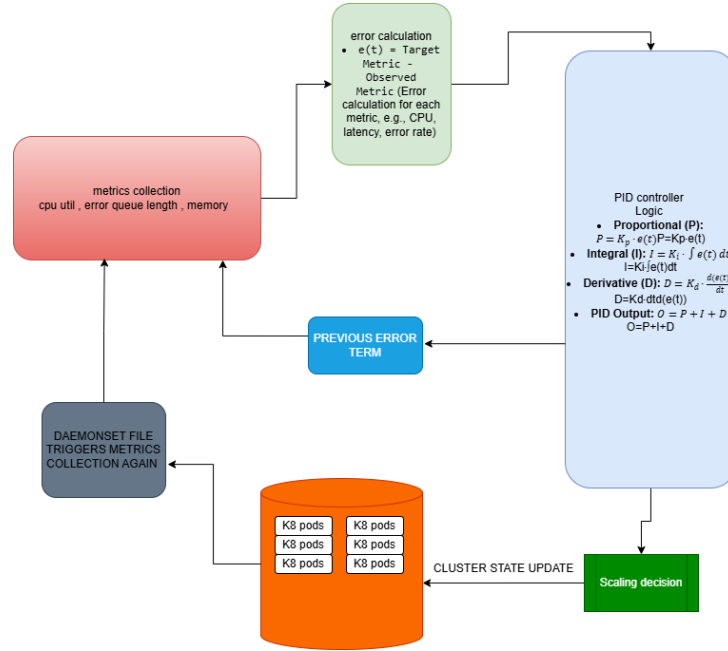 error calculation
• e(t) = Target
Metric -
Observed
Metric (Error
calculation for each
metric, e.g., CPU,
latency, error rate)
metrics collection
cpu util , error queue length , memory
PID controller
Logic
• Proportional (P):
P = Kₚ · e(t)P=Kp·e(t)
• Integral (I): I = Kᵢ · ∫ e(t) dt
I=Ki·∫e(t)dt
• Derivative (D): D = K_d · d(e(t))/dt
D=Kd·dtd(e(t))
• PID Output: O = P + I + D
O=P+I+D
PREVIOUS ERROR
TERM
DAEMONSET FILE
TRIGGERS METRICS
COLLECTION AGAIN
K8 pods K8 pods
K8 pods K8 pods
K8 pods K8 pods
CLUSTER STATE UPDATE
Scaling decision